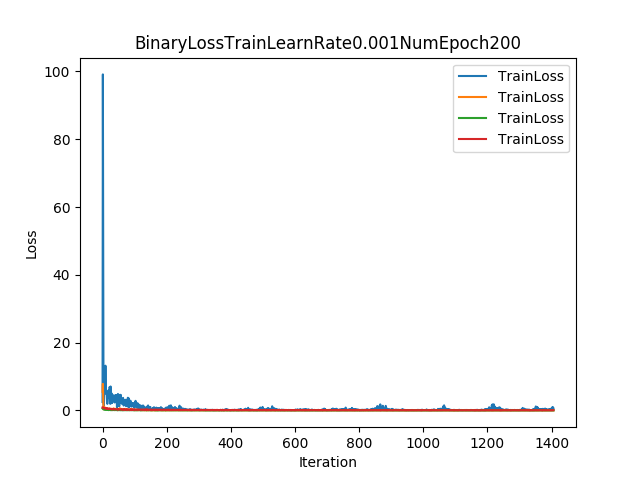 BinaryLossTrainLearnRate0.001NumEpoch200
100
80
60
40
20
0
Loss
TrainLoss
TrainLoss
TrainLoss
TrainLoss
0 200 400 600 800 1000 1200 1400
Iteration